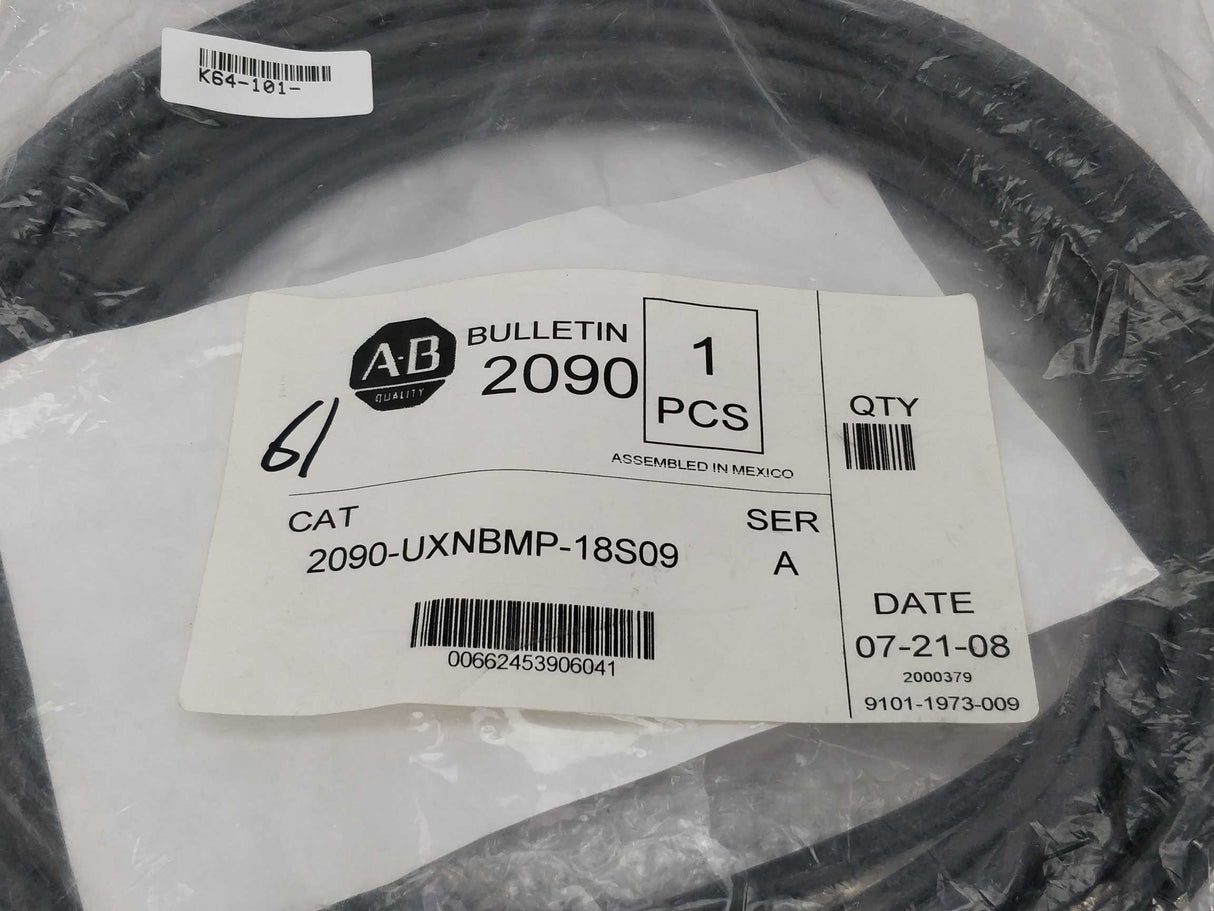 K64-101-
A-B
QUALITY
BULLETIN
2090
1
PCS
ASSEMBLED IN MEXICO
QTY
61
CAT
2090-UXNBMP-18S09
SER
A
00662453906041
DATE
07-21-08
2000379
9101-1973-009